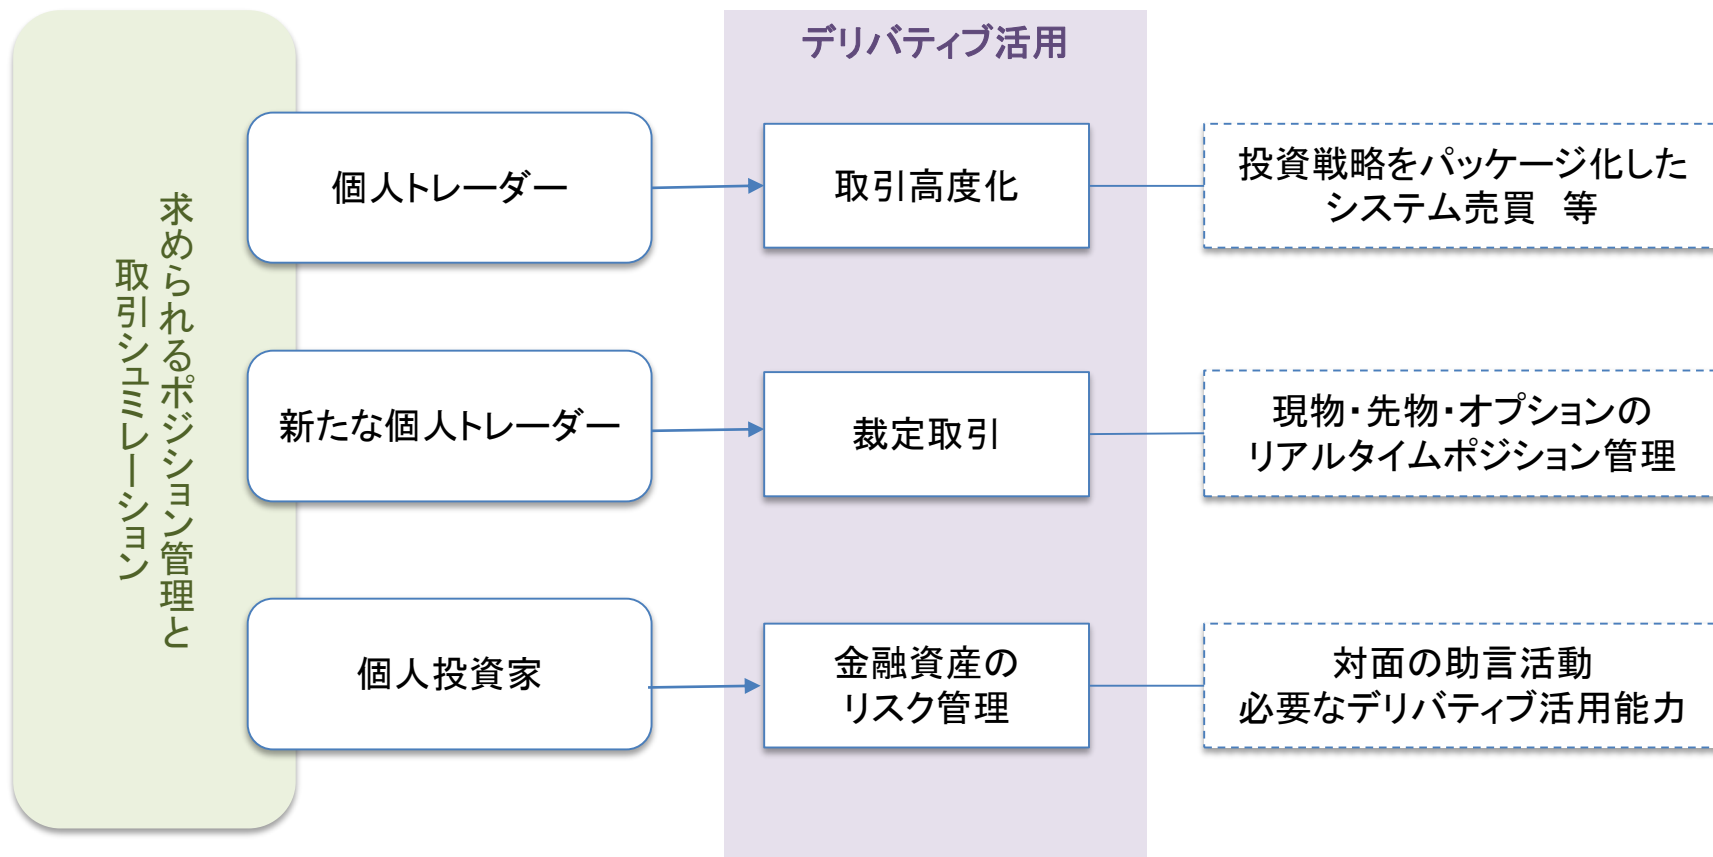 求められるポジション管理と
取引シュミレーション
デリバティブ活用
個人トレーダー
取引高度化
投資戦略をパッケージ化した
システム売買　等
新たな個人トレーダー
裁定取引
現物・先物・オプションの
リアルタイムポジション管理
個人投資家
金融資産の
リスク管理
対面の助言活動
必要なデリバティブ活用能力